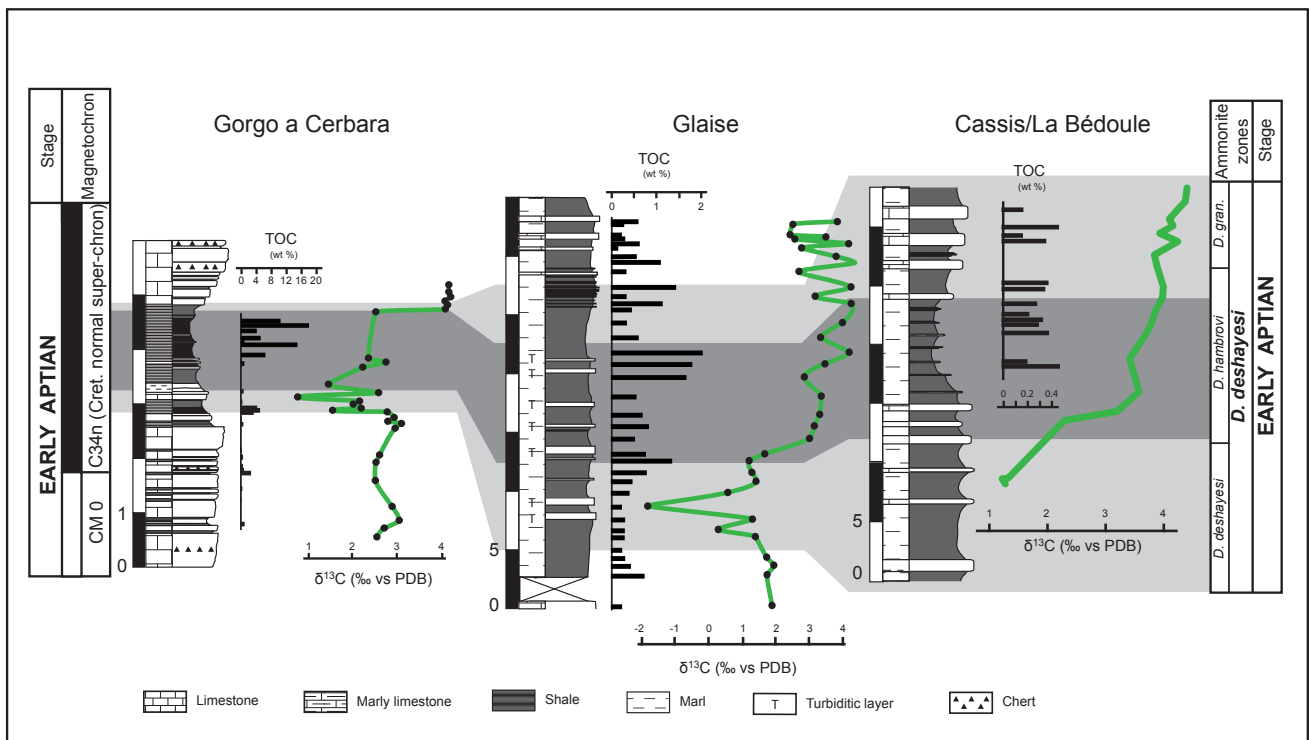 Gorgo a Cerbara
Glaise
Cassis/La Bédoule
Stage
Magnetochron
EARLY APTIAN
C34n (Cret. normal super-chron)
CM 0
1
0
TOC
(wt %)
0 4 8 12 16 20
1 2 3 4
δ¹³C (‰ vs PDB)
TOC
(wt %)
0 1 2
5
0
-2 -1 0 1 2 3 4
δ¹³C (‰ vs PDB)
TOC
(wt %)
0 0.2 0.4
5
0
1 2 3 4
δ¹³C (‰ vs PDB)
Ammonite
zones
Stage
D. gran.
D. hambrovi
D. deshayesi
D. deshayesi
EARLY APTIAN
Limestone
Marly limestone
Shale
Marl
T
Turbiditic layer
Chert
T
T
T
T
T
T
T
T